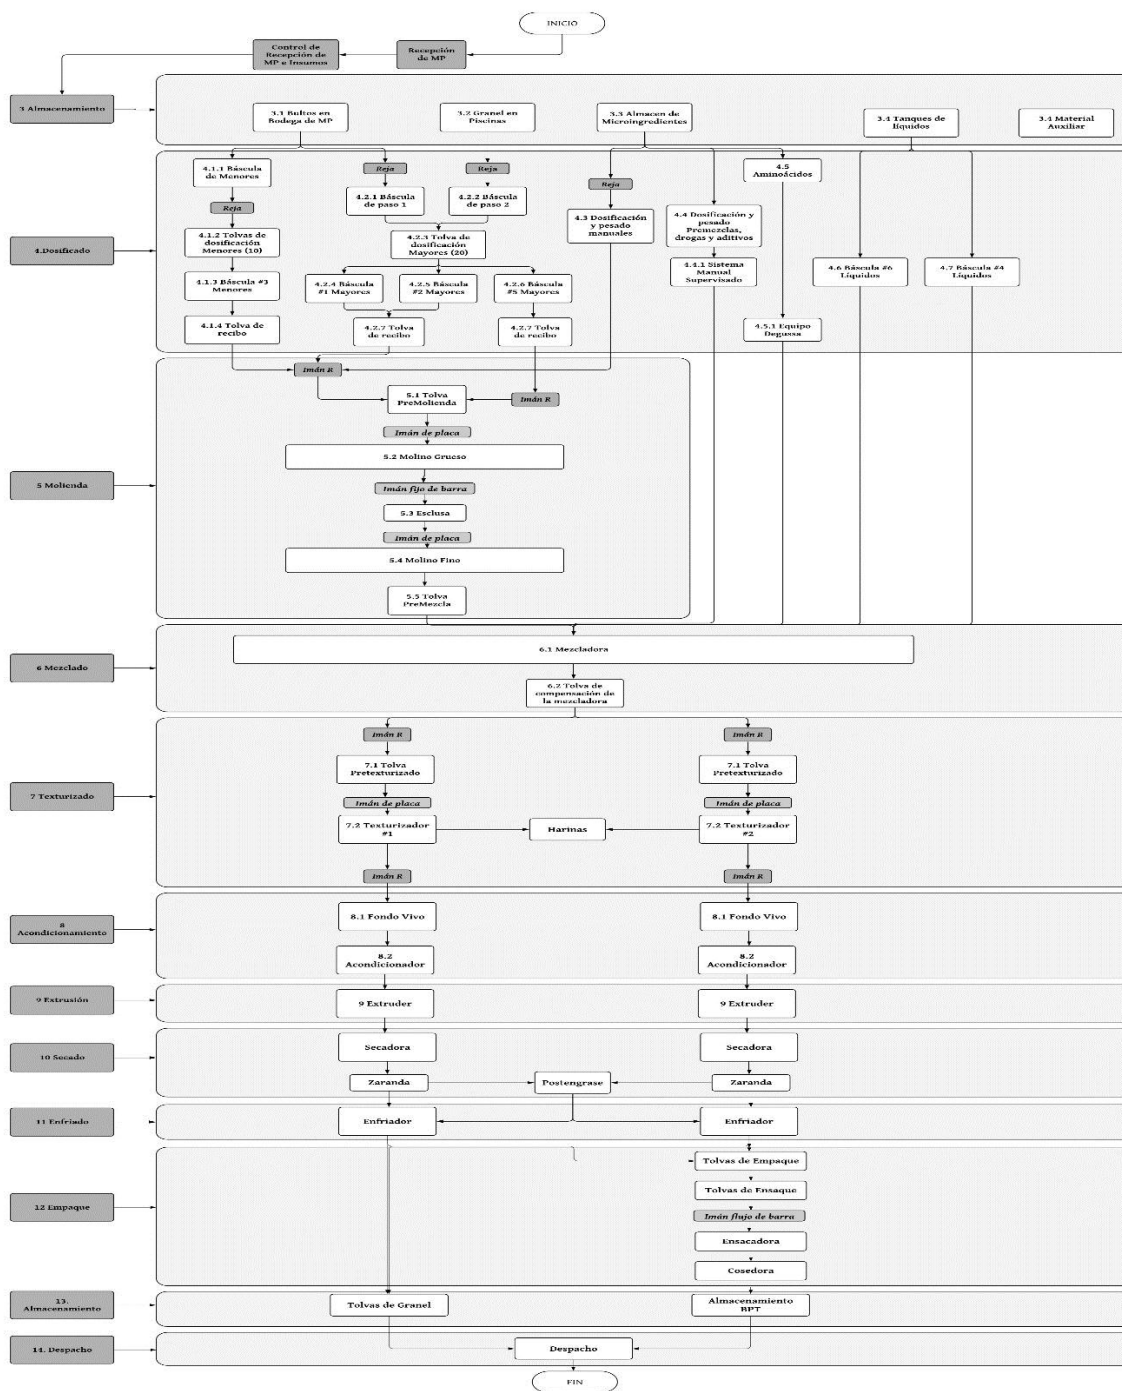 INICIO
Control de
Recepción de
MP e Insumos
Recepción
de MP
3 Almacenamiento
3.1 Bultos en
Bodega de MP
3.2 Granel en
Piscinas
3.3 Almacen de
Microingredientes
3.4 Tanques de
líquidos
3.4 Material
Auxiliar
4.Dosificado
4.1.1 Báscula
de Menores
Reja
4.1.2 Tolvas de
dosificación
Menores (10)
4.1.3 Báscula #3
Menores
4.1.4 Tolva de
recibo
Reja
4.2.1 Báscula
de paso 1
Reja
4.2.2 Báscula
de paso 2
4.2.3 Tolva de
dosificación
Mayores (20)
4.2.4 Báscula
#1 Mayores
4.2.5 Báscula
#2 Mayores
4.2.6 Báscula
#5 Mayores
4.2.7 Tolva
de recibo
4.2.7 Tolva
de recibo
Reja
4.3 Dosificación
y pesado
manuales
4.4 Dosificación y
pesado
Premezclas,
drogas y aditivos
4.4.1 Sistema
Manual
Supervisado
4.5
Aminoácidos
4.5.1 Equipo
Degussa
4.6 Báscula #6
Líquidos
4.7 Báscula #4
Líquidos
5 Molienda
Imán R
Imán R
5.1 Tolva
PreMolienda
Imán de placa
5.2 Molino Grueso
Imán fijo de barra
5.3 Esclusa
Imán de placa
5.4 Molino Fino
5.5 Tolva
PreMezcla
6 Mezclado
6.1 Mezcladora
6.2 Tolva de
compensación de
la mezcladora
7 Texturizado
Imán R
Imán R
7.1 Tolva
Pretexturizado
7.1 Tolva
Pretexturizado
Imán de placa
Imán de placa
7.2 Texturizador
#1
Harinas
7.2 Texturizador
#2
Imán R
Imán R
8
Acondicionamiento
8.1 Fondo Vivo
8.1 Fondo Vivo
8.2
Acondicionador
8.2
Acondicionador
9 Extrusión
9 Extruder
9 Extruder
10 Secado
Secadora
Secadora
Zaranda
Postengrase
Zaranda
11 Enfriado
Enfriador
Enfriador
12 Empaque
Tolvas de Empaque
Tolvas de Ensaque
Imán flujo de barra
Ensacadora
Cosedora
13.
Almacenamiento
Tolvas de Granel
Almacenamiento
BPT
14. Despacho
Despacho
FIN